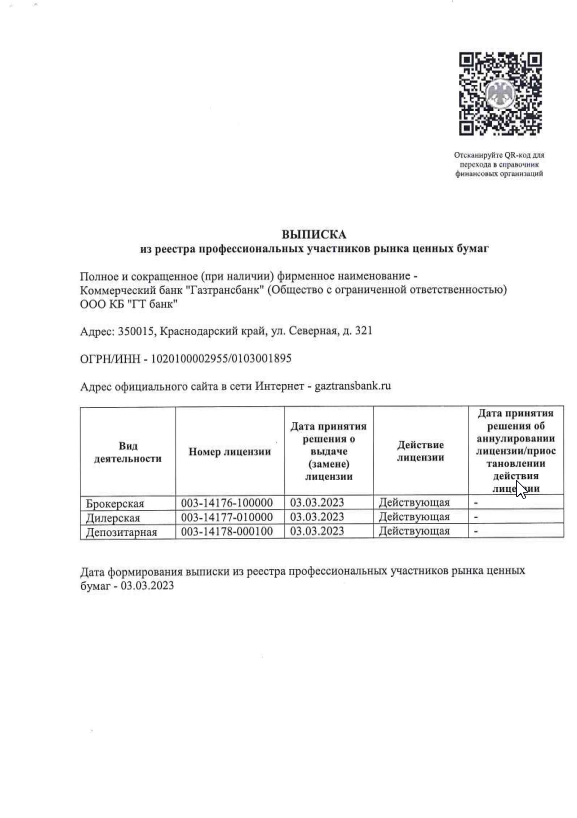 Отсканируйте QR-код для
перехода в справочник
финансовых организаций
ВЫПИСКА
из реестра профессиональных участников рынка ценных бумаг
Полное и сокращенное (при наличии) фирменное наименование -
Коммерческий банк "Газтрансбанк" (Общество с ограниченной ответственностью)
ООО КБ "ГТ банк"
Адрес: 350015, Краснодарский край, ул. Северная, д. 321
ОГРН/ИНН - 1020100002955/0103001895
Адрес официального сайта в сети Интернет - gaztransbank.ru
Вид
деятельности
Номер лицензии
Дата принятия
решения о
выдаче
(замене)
лицензии
Действие
лицензии
Дата принятия
решения об
аннулировании
лицензии/приос
тановлении
действия
лицензии
Брокерская 003-14176-100000 03.03.2023 Действующая -
Дилерская 003-14177-010000 03.03.2023 Действующая -
Депозитарная 003-14178-000100 03.03.2023 Действующая -
Дата формирования выписки из реестра профессиональных участников рынка ценных
бумаг - 03.03.2023